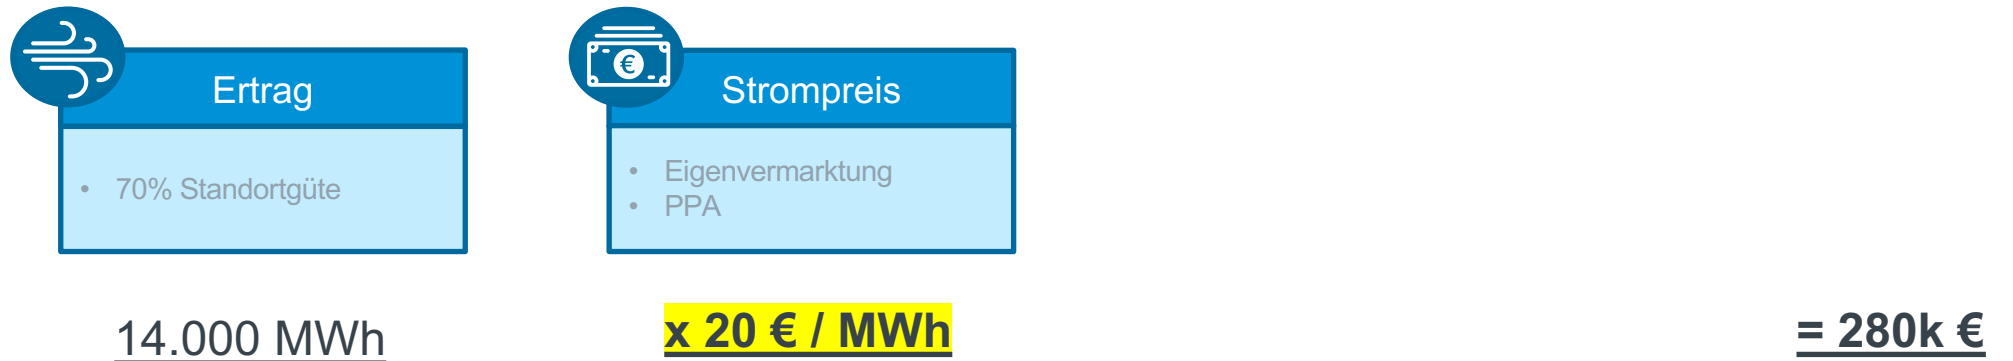 Ertrag
• 70% Standortgüte
€
Strompreis
• Eigenvermarktung
• PPA
14.000 MWh
x 20 € / MWh
= 280k €